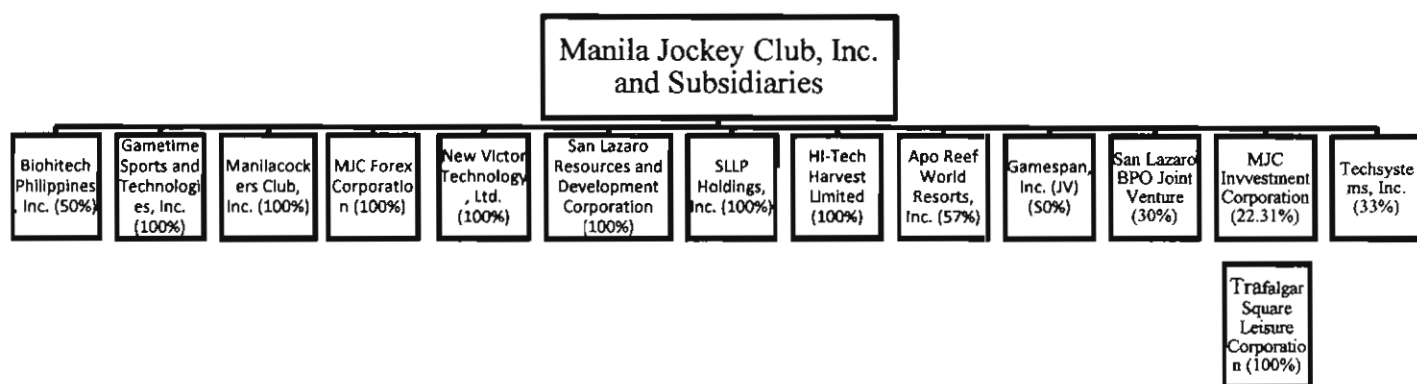 Manila Jockey Club, Inc.
and Subsidiaries
Biohitech
Philippines
, Inc. (50%)
Gametime
Sports and
Technologi
es, Inc.
(100%)
Manilacock
ers Club,
Inc. (100%)
MJC Forex
Corporatio
n (100%)
New Victor
Technology
, Ltd.
(100%)
San Lazaro
Resources and
Development
Corporation
(100%)
SLLP
Holdings,
Inc. (100%)
HI-Tech
Harvest
Limited
(100%)
Apo Reef
World
Resorts,
Inc. (57%)
Gamespan,
Inc. (JV)
(50%)
San Lazaro
BPO Joint
Venture
(30%)
MJC
Invvestment
Corporation
(22.31%)
Techsyste
ms, Inc.
(33%)
Trafalgar
Square
Leisure
Corporatio
n (100%)